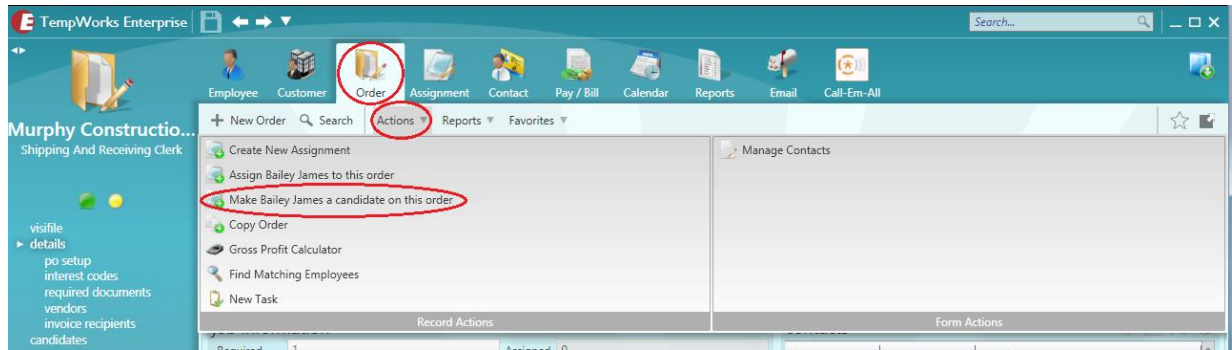 TempWorks Enterprise
Search...
Employee Customer Order Assignment Contact Pay / Bill Calendar Reports Email Call-Em-All
Murphy Constructio...
Shipping And Receiving Clerk
New Order Search Actions Reports Favorites
Create New Assignment
Assign Bailey James to this order
Make Bailey James a candidate on this order
Copy Order
Gross Profit Calculator
Find Matching Employees
New Task
Record Actions
Manage Contacts
Form Actions
visifile
details
po setup
interest codes
required documents
vendors
invoice recipients
candidates
Required 1 Assigned 0